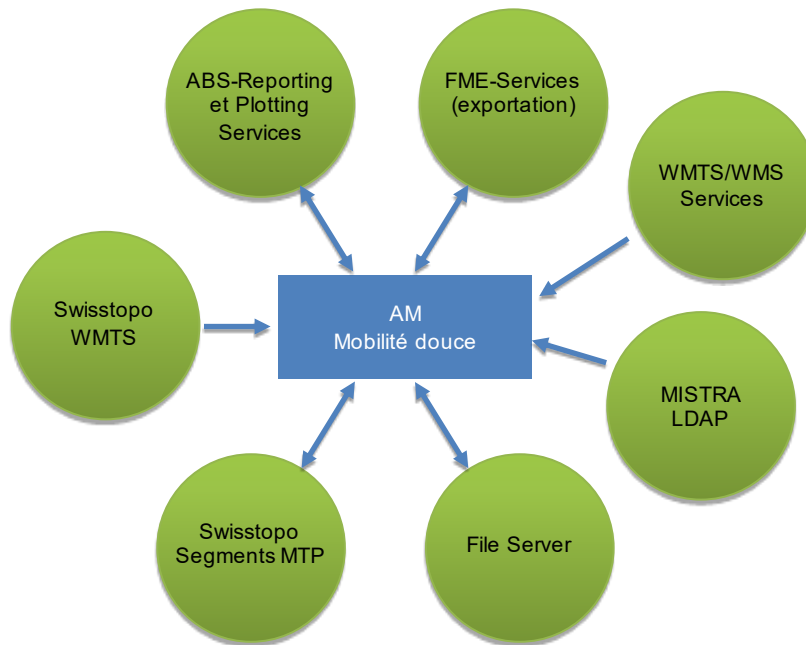 ABS-Reporting
et Plotting
Services
FME-Services
(exportation)
WMTS/WMS
Services
Swisstopo
WMTS
AM
Mobilité douce
MISTRA
LDAP
Swisstopo
Segments MTP
File Server